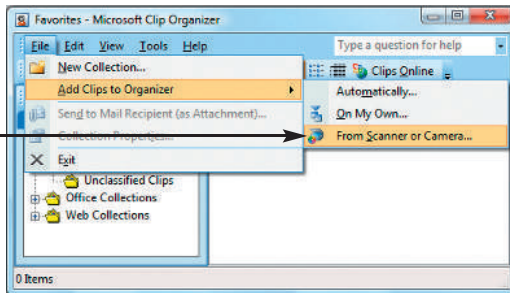 Favorites - Microsoft Clip Organizer
File Edit View Tools Help
Type a question for help
New Collection...
Clips Online
Add Clips to Organizer
Automatically...
Send to Mail Recipient (as Attachment)...
On My Own...
Collection Properties...
From Scanner or Camera...
Exit
Unclassified Clips
Office Collections
Web Collections
0 Items